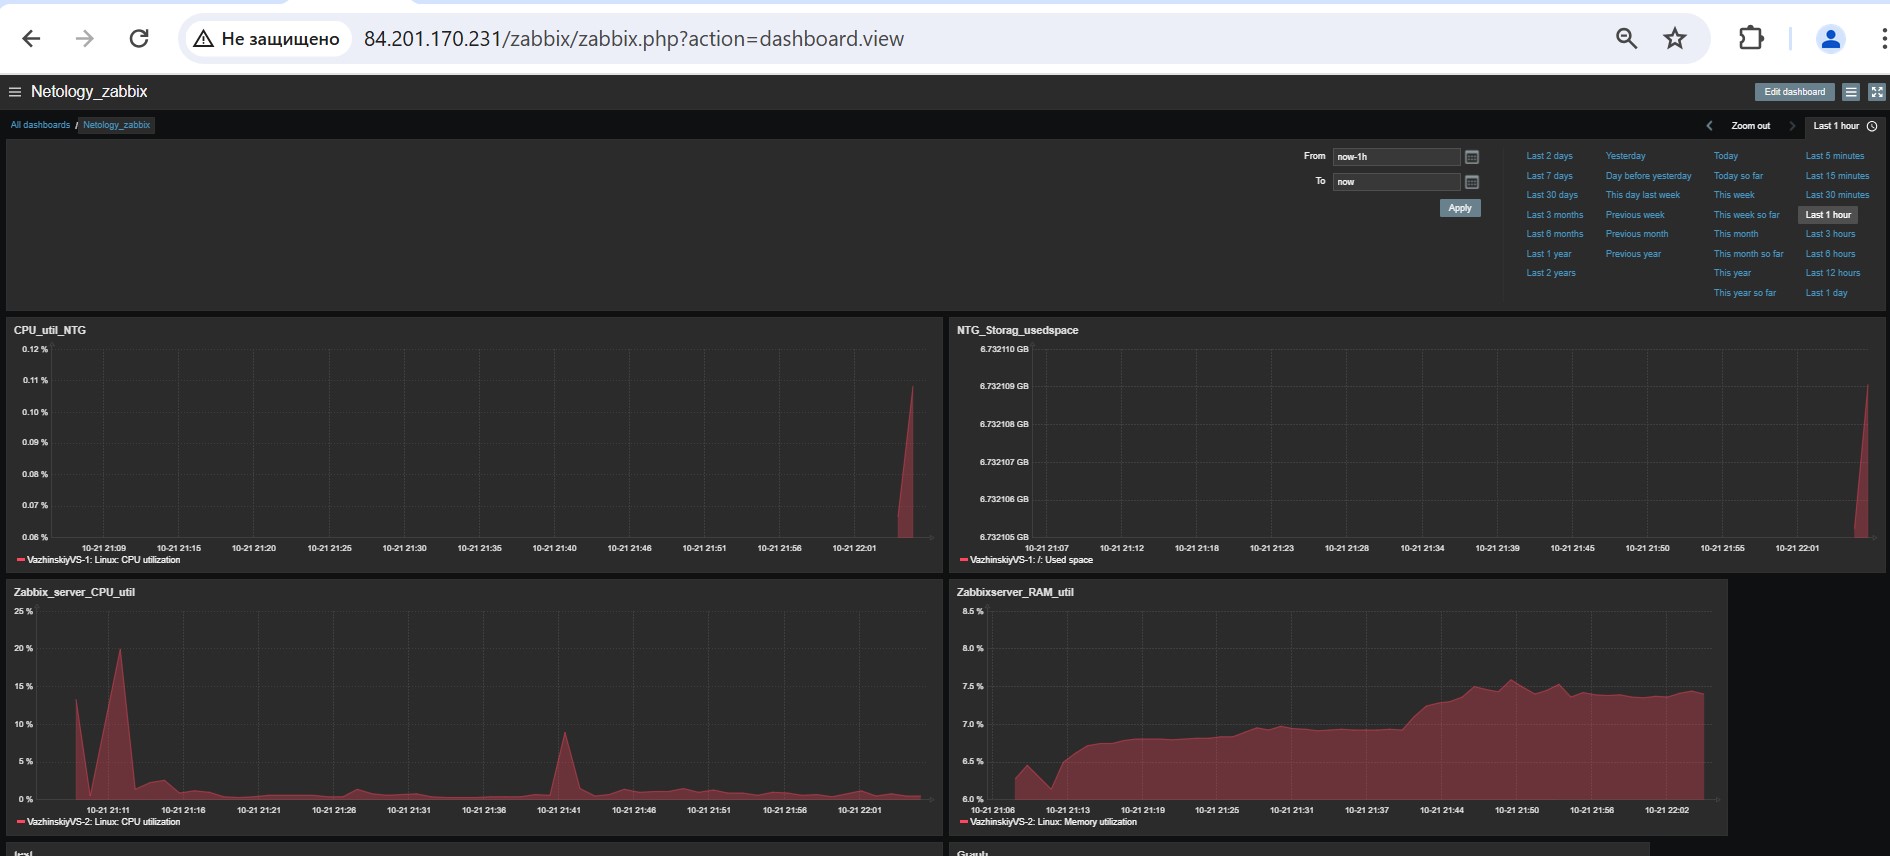 Не защищено 84.201.170.231/zabbix/zabbix.php?action=dashboard.view
Netology_zabbix
Edit dashboard
All dashboards / Netology_zabbix
Zoom out
Last 1 hour
From now-1h
To now
Apply
Last 2 days Yesterday Today Last 5 minutes
Last 7 days Day before yesterday Today so far Last 15 minutes
Last 30 days This day last week This week Last 30 minutes
Last 3 months Previous week This week so far Last 1 hour
Last 6 months Previous month This month Last 3 hours
Last 1 year Previous year This month so far Last 6 hours
Last 2 years This year Last 12 hours
This year so far Last 1 day
CPU_util_NTG
0.12 %
0.11 %
0.10 %
0.09 %
0.08 %
0.07 %
0.06 %
10-21 21:09 10-21 21:15 10-21 21:20 10-21 21:25 10-21 21:30 10-21 21:35 10-21 21:40 10-21 21:46 10-21 21:51 10-21 21:56 10-21 22:01
VazhinskiyVS-1: Linux: CPU utilization
NTG_Storag_usedspace
6.732110 GB
6.732109 GB
6.732108 GB
6.732107 GB
6.732106 GB
6.732105 GB
10-21 21:07 10-21 21:12 10-21 21:18 10-21 21:23 10-21 21:28 10-21 21:34 10-21 21:39 10-21 21:45 10-21 21:50 10-21 21:55 10-21 22:01
VazhinskiyVS-1: /: Used space
Zabbix_server_CPU_util
25 %
20 %
15 %
10 %
5 %
0 %
10-21 21:11 10-21 21:16 10-21 21:21 10-21 21:26 10-21 21:31 10-21 21:36 10-21 21:41 10-21 21:46 10-21 21:51 10-21 21:56 10-21 22:01
VazhinskiyVS-2: Linux: CPU utilization
Zabbixserver_RAM_util
8.5 %
8.0 %
7.5 %
7.0 %
6.5 %
6.0 %
10-21 21:06 10-21 21:13 10-21 21:19 10-21 21:25 10-21 21:31 10-21 21:37 10-21 21:44 10-21 21:50 10-21 21:56 10-21 22:02
VazhinskiyVS-2: Linux: Memory utilization